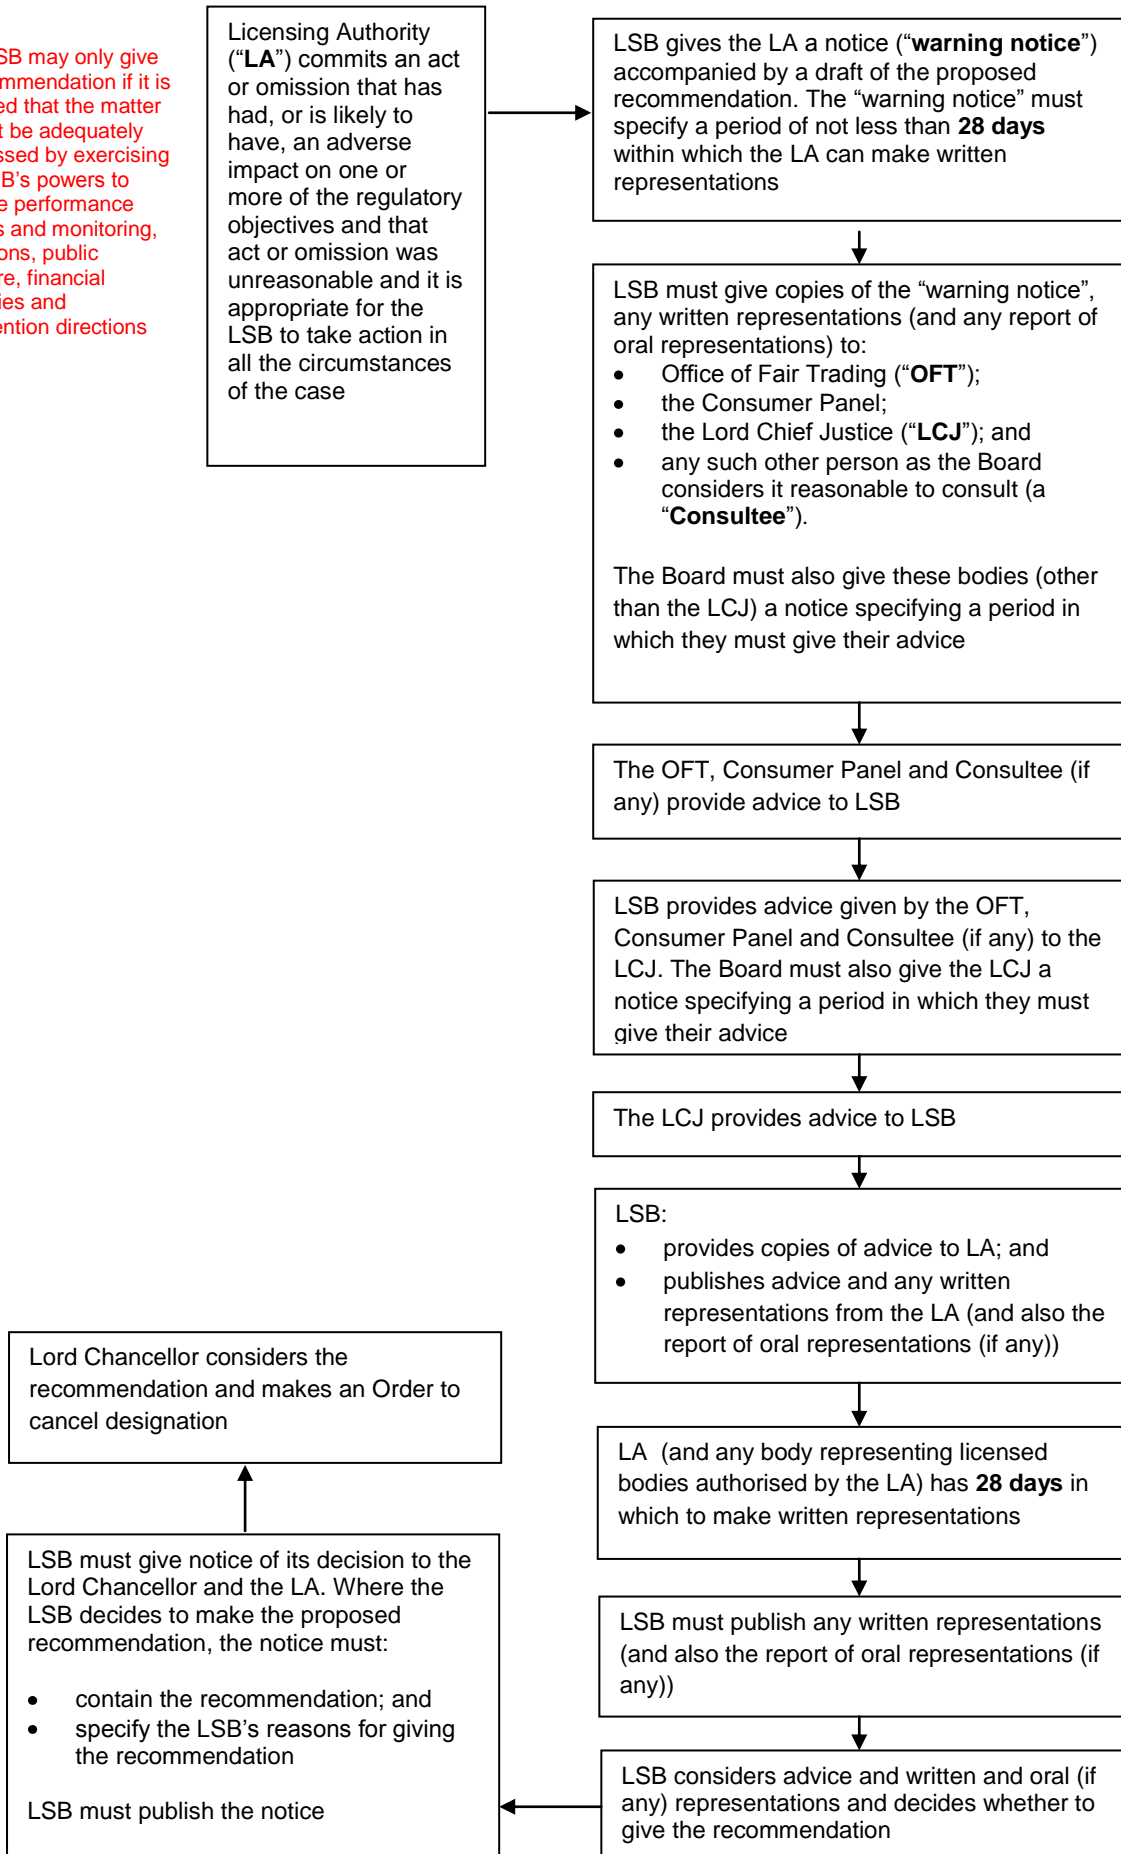 SB may only give
ommendation if it is
ed that the matter
t be adequately
ssed by exercising
B's powers to
e performance
s and monitoring,
ons, public
re, financial
ies and
ention directions
Licensing Authority
("LA") commits an act
or omission that has
had, or is likely to
have, an adverse
impact on one or
more of the regulatory
objectives and that
act or omission was
unreasonable and it is
appropriate for the
LSB to take action in
all the circumstances
of the case
LSB gives the LA a notice ("warning notice")
accompanied by a draft of the proposed
recommendation. The "warning notice" must
specify a period of not less than 28 days
within which the LA can make written
representations
LSB must give copies of the "warning notice",
any written representations (and any report of
oral representations) to:
• Office of Fair Trading ("OFT");
• the Consumer Panel;
• the Lord Chief Justice ("LCJ"); and
• any such other person as the Board
considers it reasonable to consult (a
"Consultee").
The Board must also give these bodies (other
than the LCJ) a notice specifying a period in
which they must give their advice
The OFT, Consumer Panel and Consultee (if
any) provide advice to LSB
LSB provides advice given by the OFT,
Consumer Panel and Consultee (if any) to the
LCJ. The Board must also give the LCJ a
notice specifying a period in which they must
give their advice
The LCJ provides advice to LSB
LSB:
• provides copies of advice to LA; and
• publishes advice and any written
representations from the LA (and also the
report of oral representations (if any))
LA (and any body representing licensed
bodies authorised by the LA) has 28 days in
which to make written representations
LSB must publish any written representations
(and also the report of oral representations (if
any))
LSB considers advice and written and oral (if
any) representations and decides whether to
give the recommendation
LSB must give notice of its decision to the
Lord Chancellor and the LA. Where the
LSB decides to make the proposed
recommendation, the notice must:
• contain the recommendation; and
• specify the LSB's reasons for giving
the recommendation
LSB must publish the notice
Lord Chancellor considers the
recommendation and makes an Order to
cancel designation